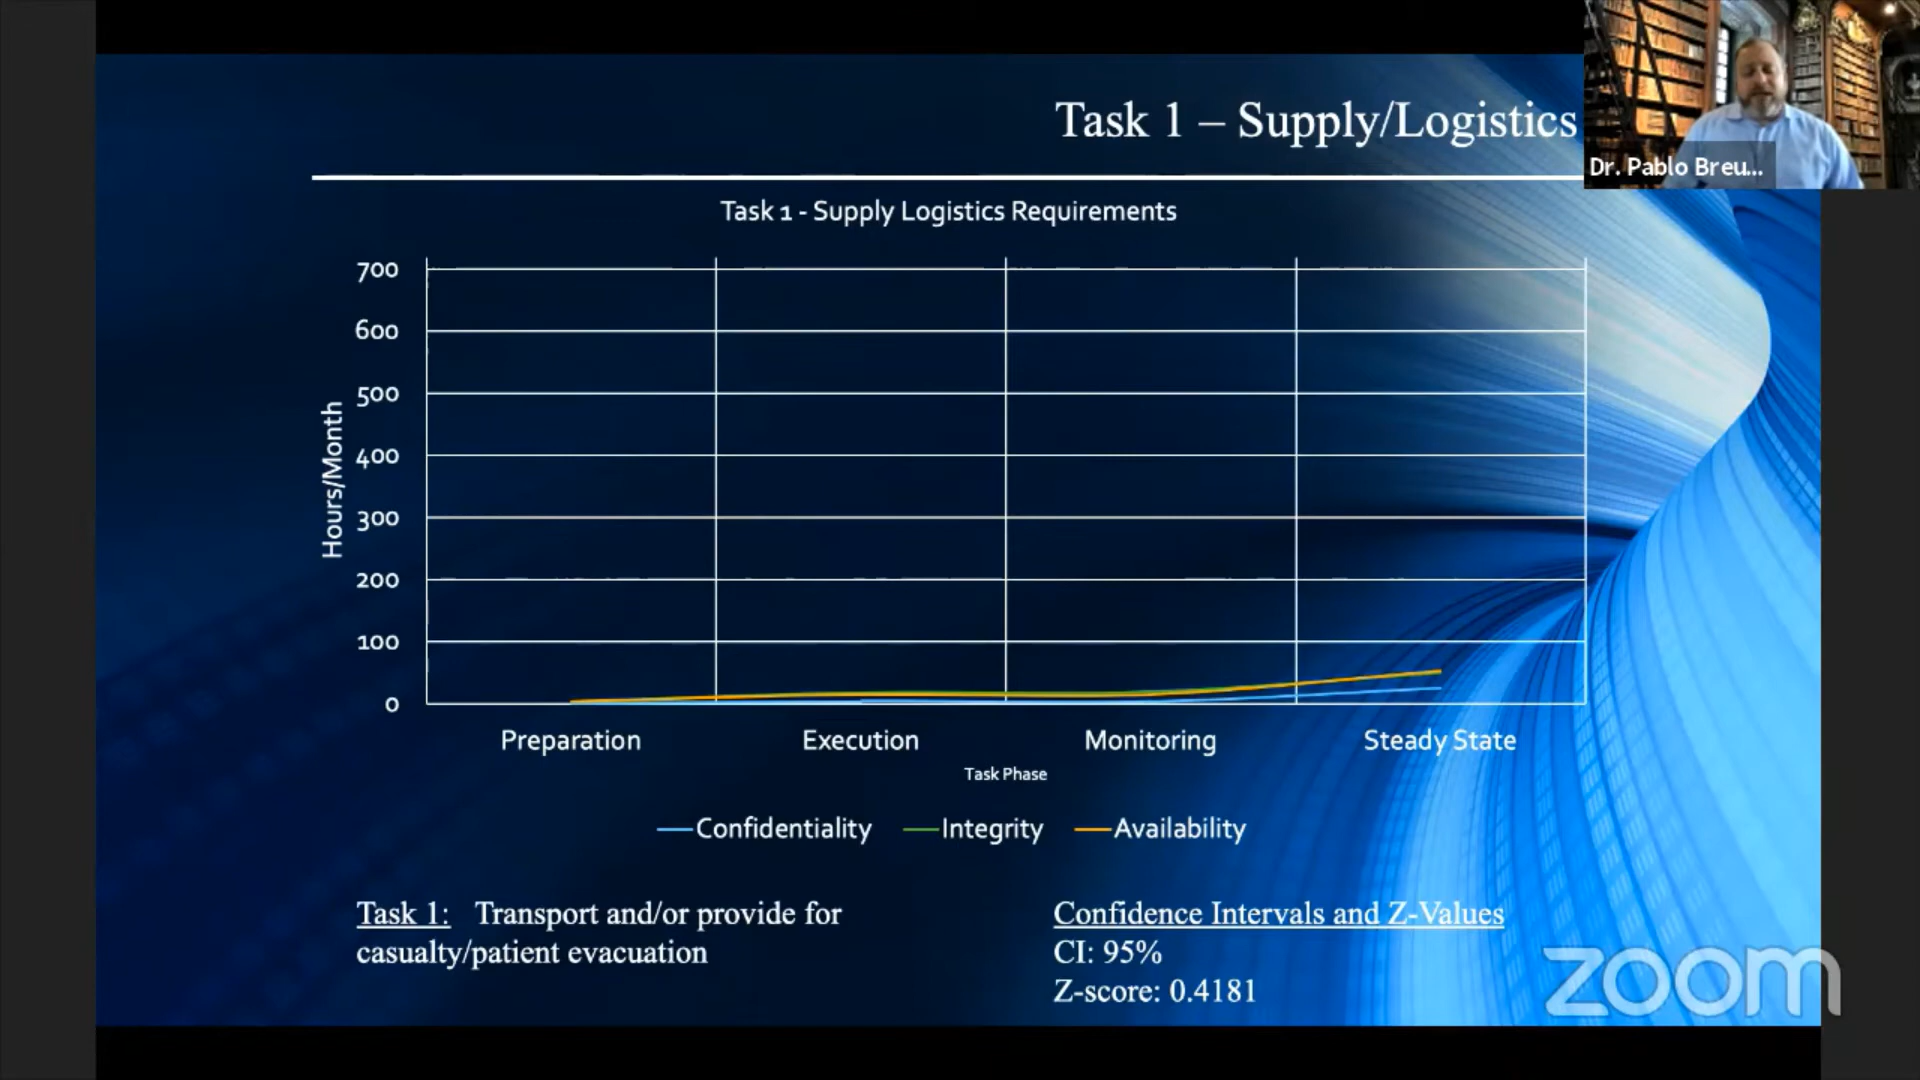 Task 1 – Supply/Logistics
Dr. Pablo Breu...
Task 1 - Supply Logistics Requirements
700
600
500
400
300
200
100
0
Hours/Month
Preparation Execution Monitoring Steady State
Task Phase
Confidentiality Integrity Availability
Task 1: Transport and/or provide for
casualty/patient evacuation
Confidence Intervals and Z-Values
CI: 95%
Z-score: 0.4181
zoom